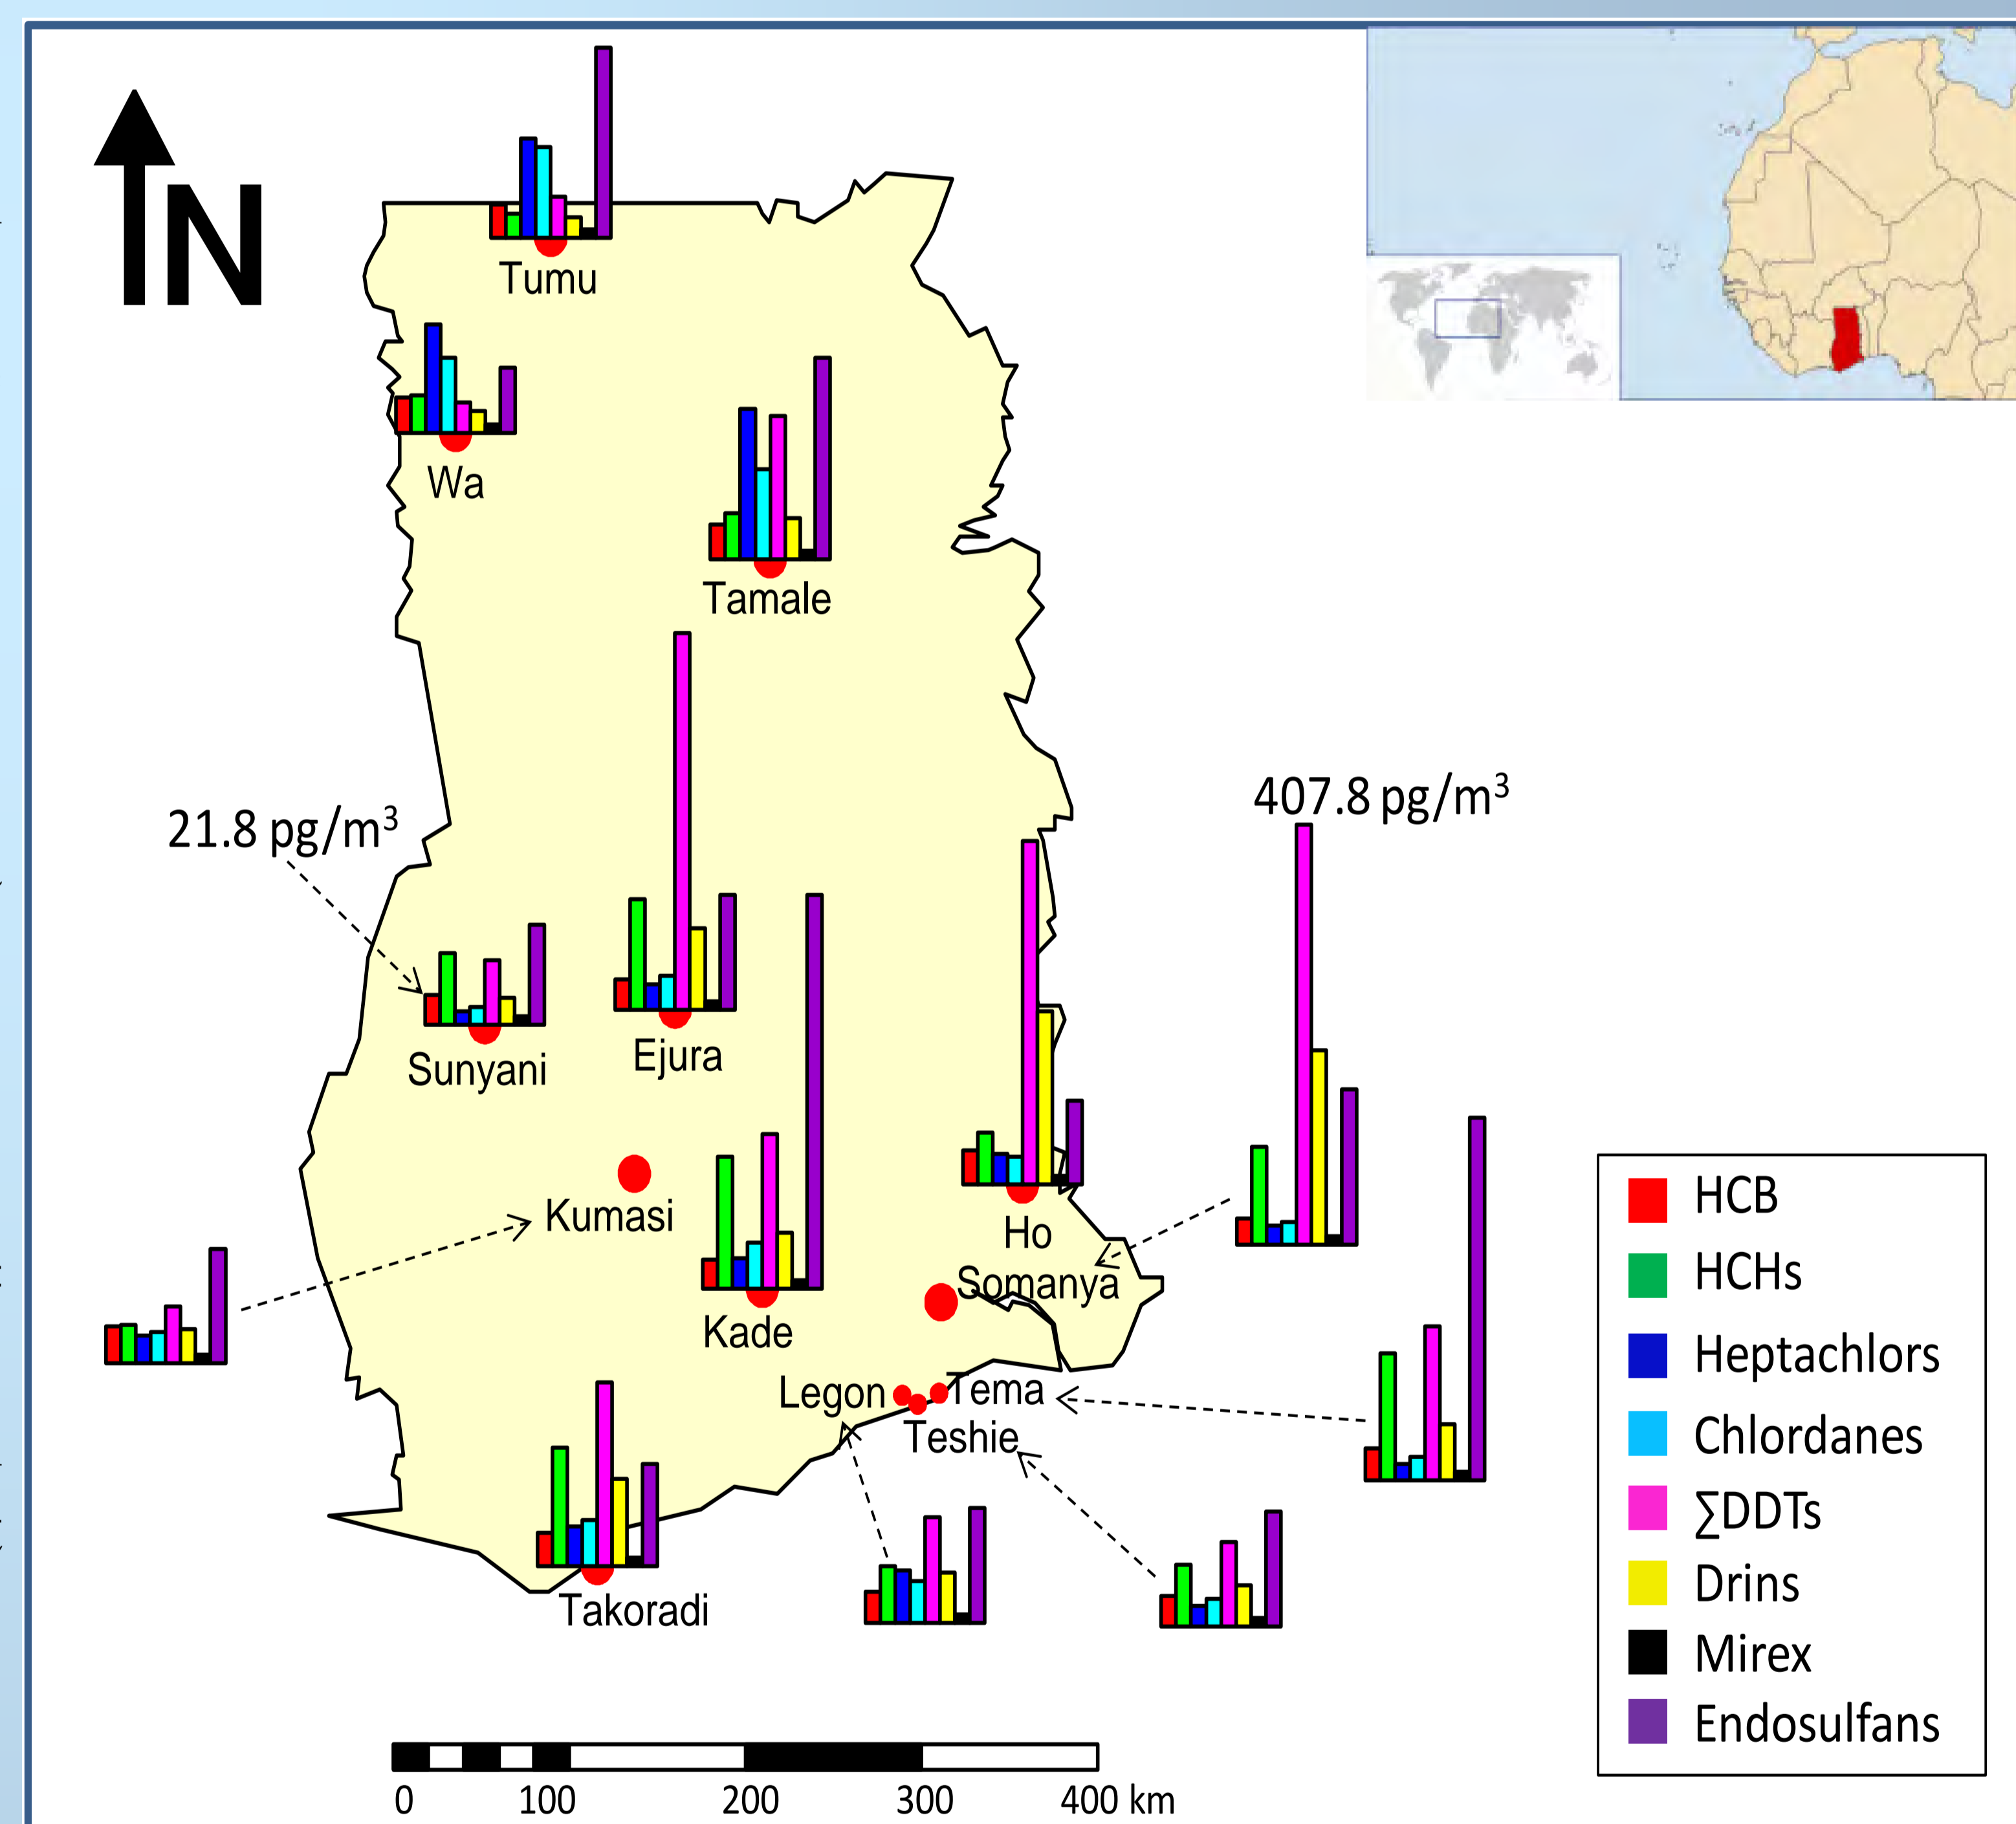 N
Tumu
Wa
Tamale
407.8 pg/m³
21.8 pg/m³
Sunyani
Ejura
Kumasi
Ho
Somanya
Kade
Legon
Tema
Teshie
Takoradi
HCB
HCHs
Heptachlors
Chlordanes
∑DDTs
Drins
Mirex
Endosulfans
0 100 200 300 400 km